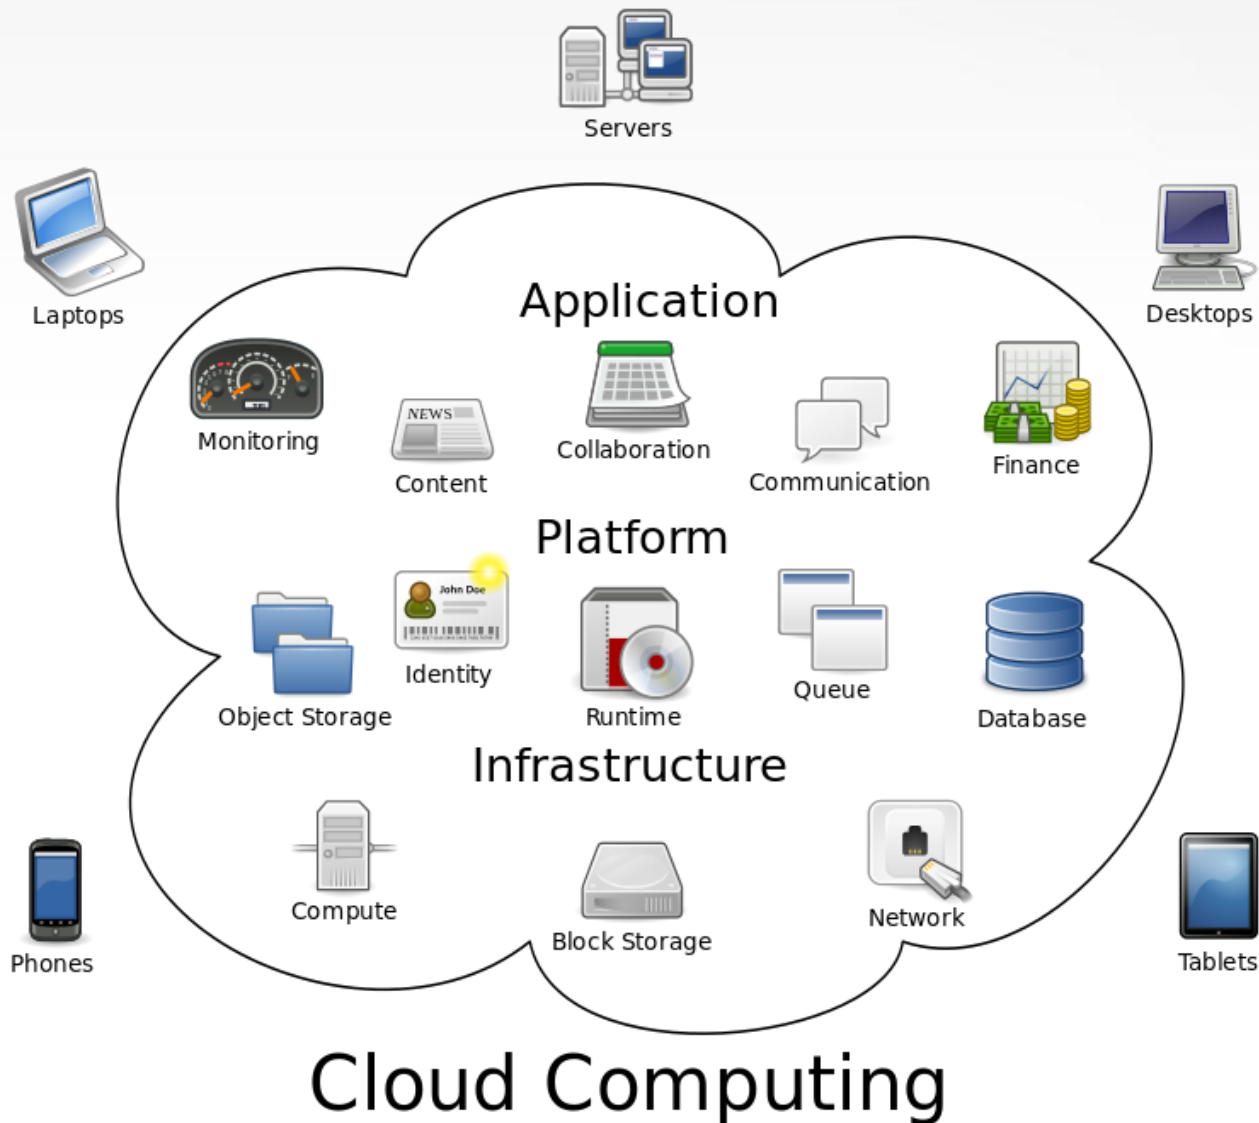 Servers
Laptops
Desktops
Application
Monitoring
NEWS
Content
Collaboration
Communication
Finance
Platform
Object Storage
John Doe
Identity
Runtime
Queue
Database
Infrastructure
Compute
Block Storage
Network
Phones
Tablets
Cloud Computing